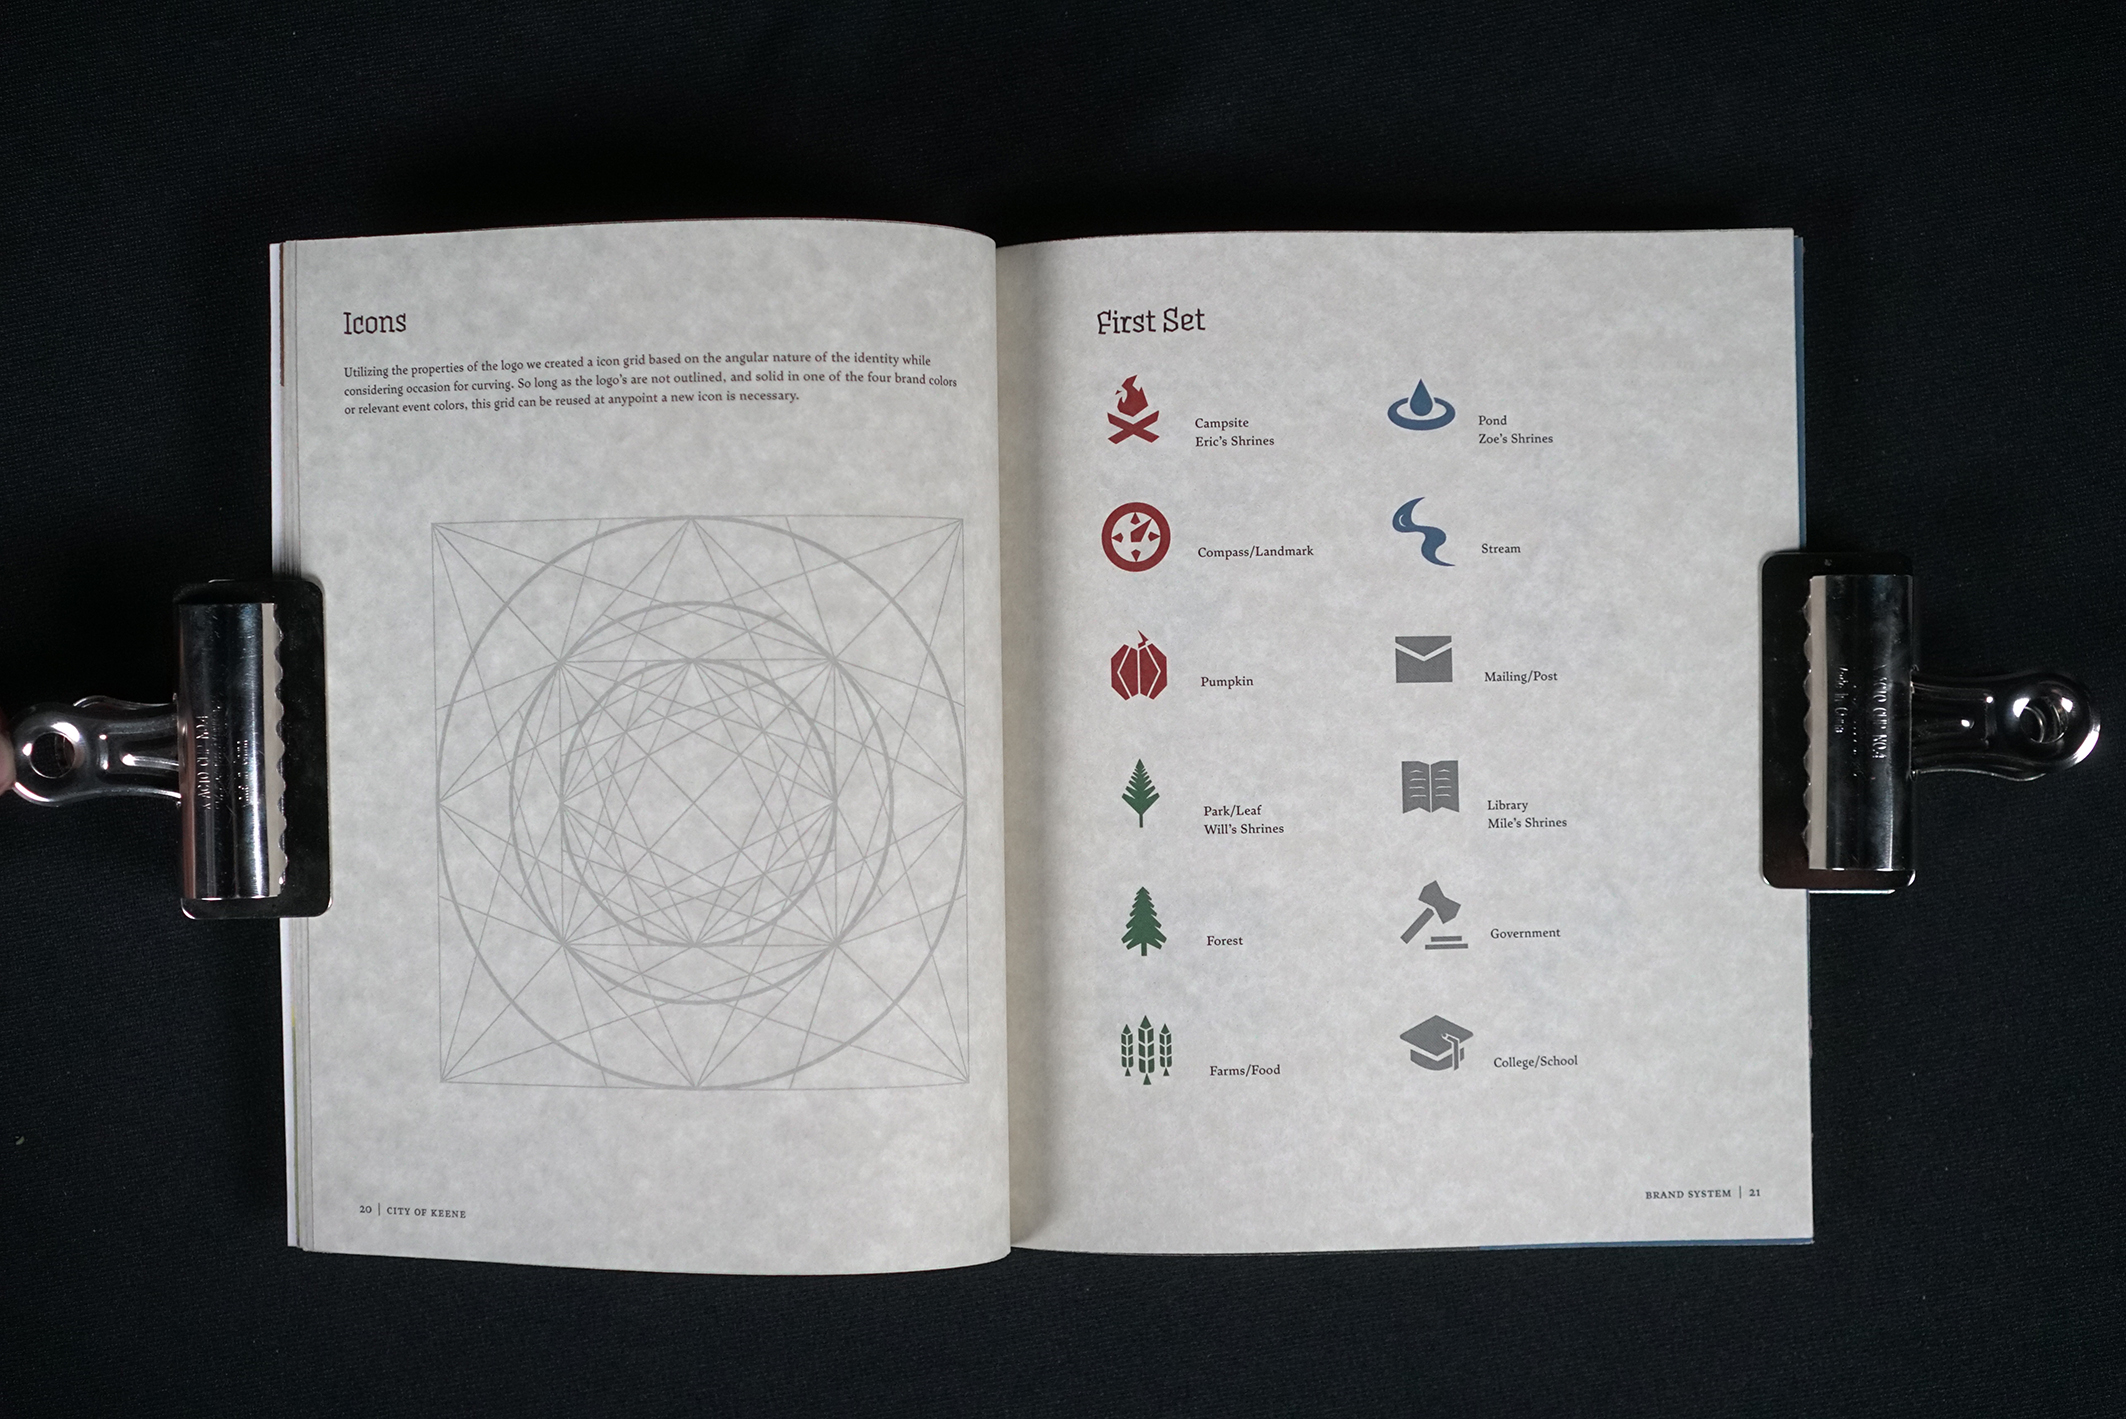 Icons
Utilizing the properties of the logo we created a icon grid based on the angular nature of the identity while
considering occasion for curving. So long as the logo's are not outlined, and solid in one of the four brand colors
or relevant event colors, this grid can be reused at anypoint a new icon is necessary.
20 | CITY OF KEENE
First Set
Campsite
Eric's Shrines
Pond
Zoe's Shrines
Compass/Landmark
Stream
Pumpkin
Mailing/Post
Park/Leaf
Will's Shrines
Library
Mile's Shrines
Forest
Government
Farms/Food
College/School
BRAND SYSTEM | 21